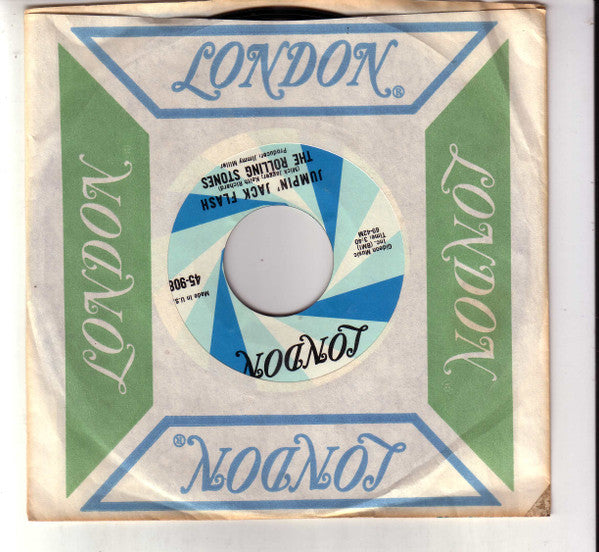 LONDON®
LONDON
LONDON
LONDON®
LONDON
Made in U.S.
45-908
Gideon Music
Inc. (BMI)
Time: 3:40
JUMPIN' JACK FLASH
(Mick Jagger; Keith Richard)
THE ROLLING STONES
Producer: Jimmy Miller